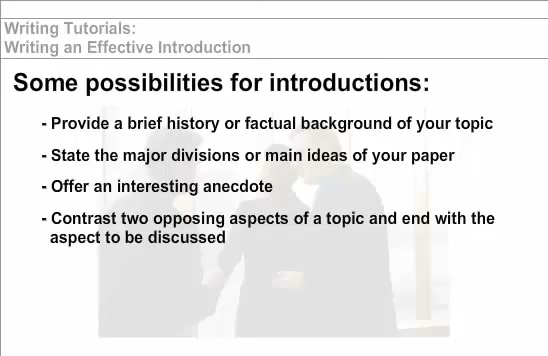 Writing Tutorials:
Writing an Effective Introduction
Some possibilities for introductions:
- Provide a brief history or factual background of your topic
- State the major divisions or main ideas of your paper
- Offer an interesting anecdote
- Contrast two opposing aspects of a topic and end with the
aspect to be discussed